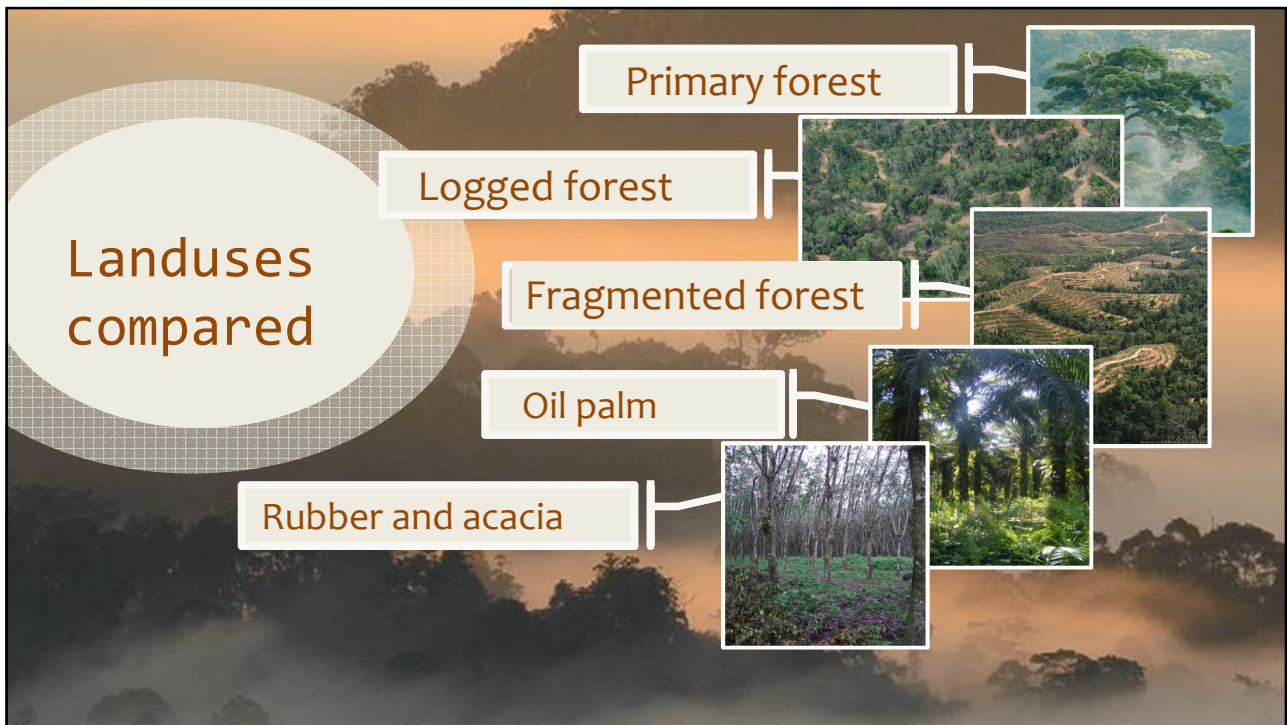 Landuses
compared
Primary forest
Logged forest
Fragmented forest
Oil palm
Rubber and acacia